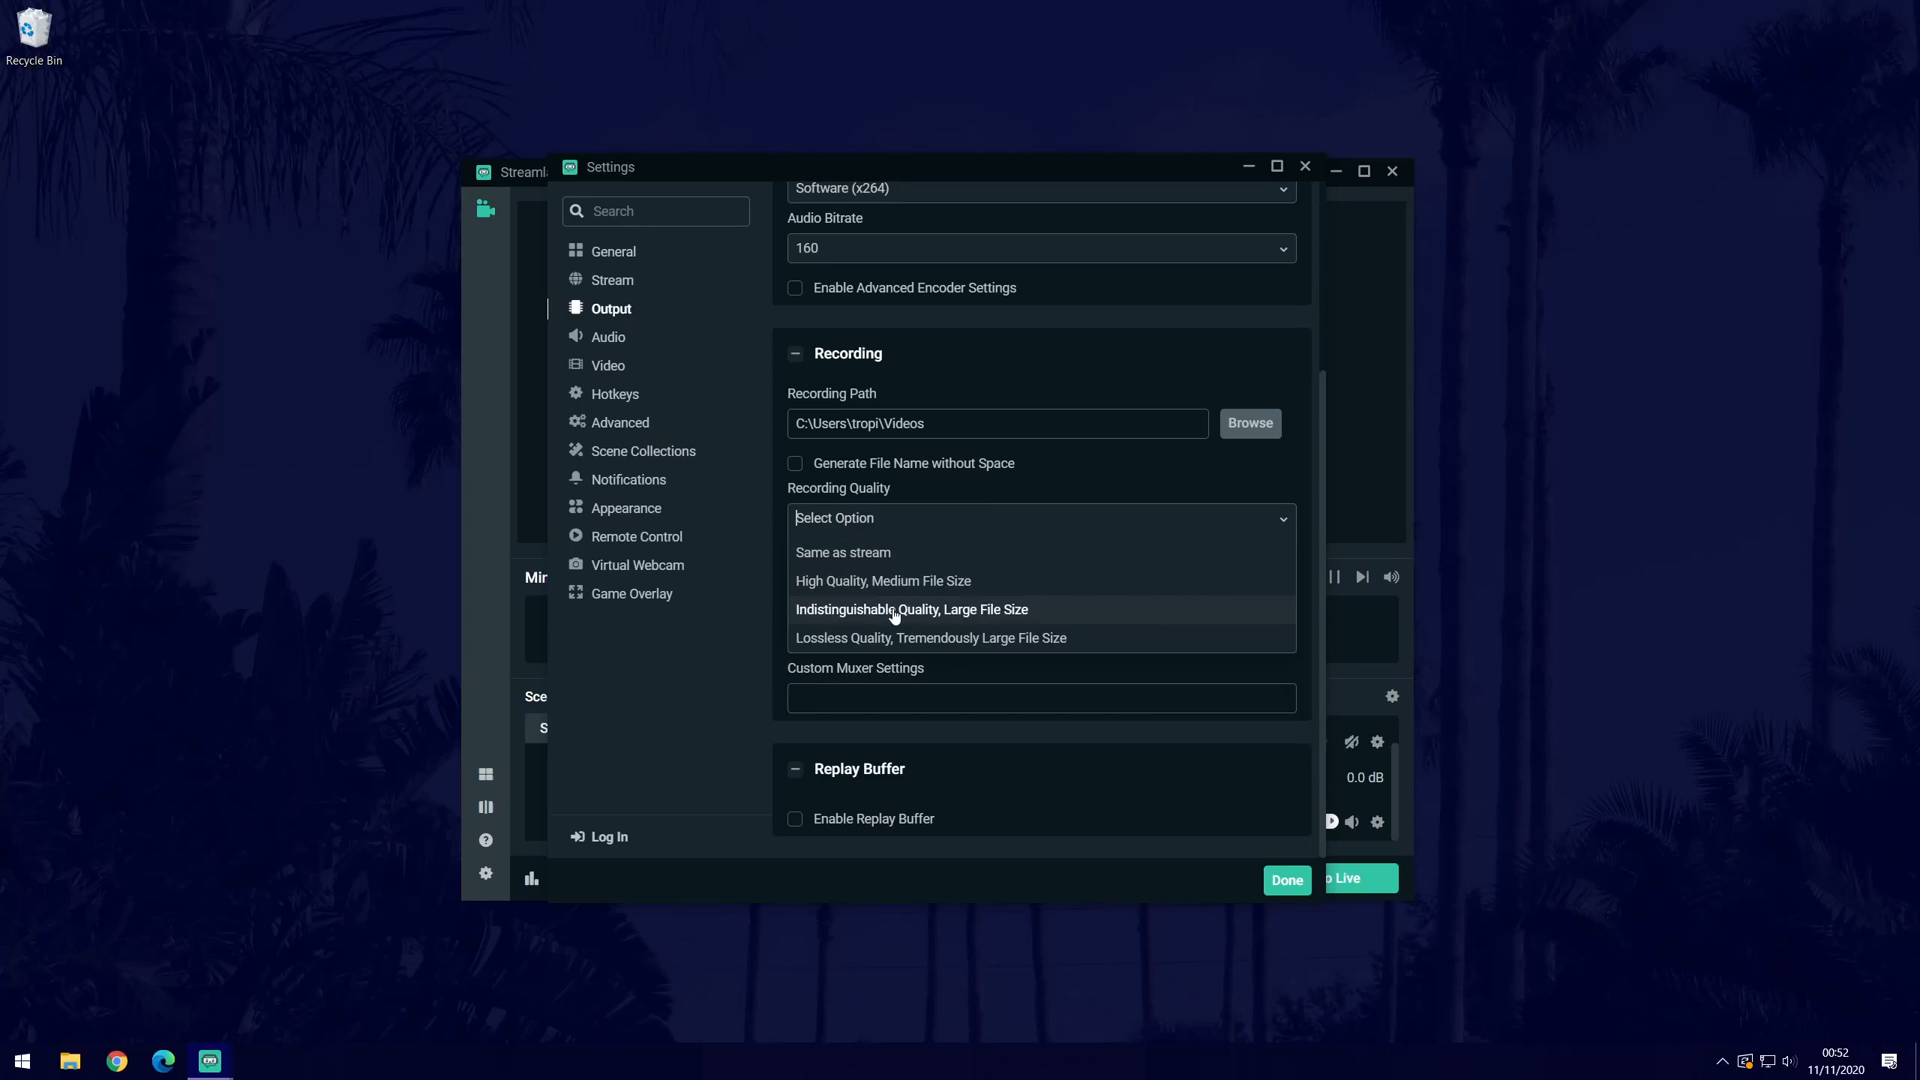 Recycle Bin
Streamla
Settings
Search
General
Stream
Output
Audio
Video
Hotkeys
Advanced
Scene Collections
Notifications
Appearance
Remote Control
Virtual Webcam
Game Overlay
Log In
Software (x264)
Audio Bitrate
160
Enable Advanced Encoder Settings
Recording
Recording Path
C:\Users\tropi\Videos
Browse
Generate File Name without Space
Recording Quality
Select Option
Same as stream
High Quality, Medium File Size
Indistinguishable Quality, Large File Size
Lossless Quality, Tremendously Large File Size
Custom Muxer Settings
Replay Buffer
Enable Replay Buffer
Done
Min
Sce
S
0.0 dB
o Live
00:52
11/11/2020